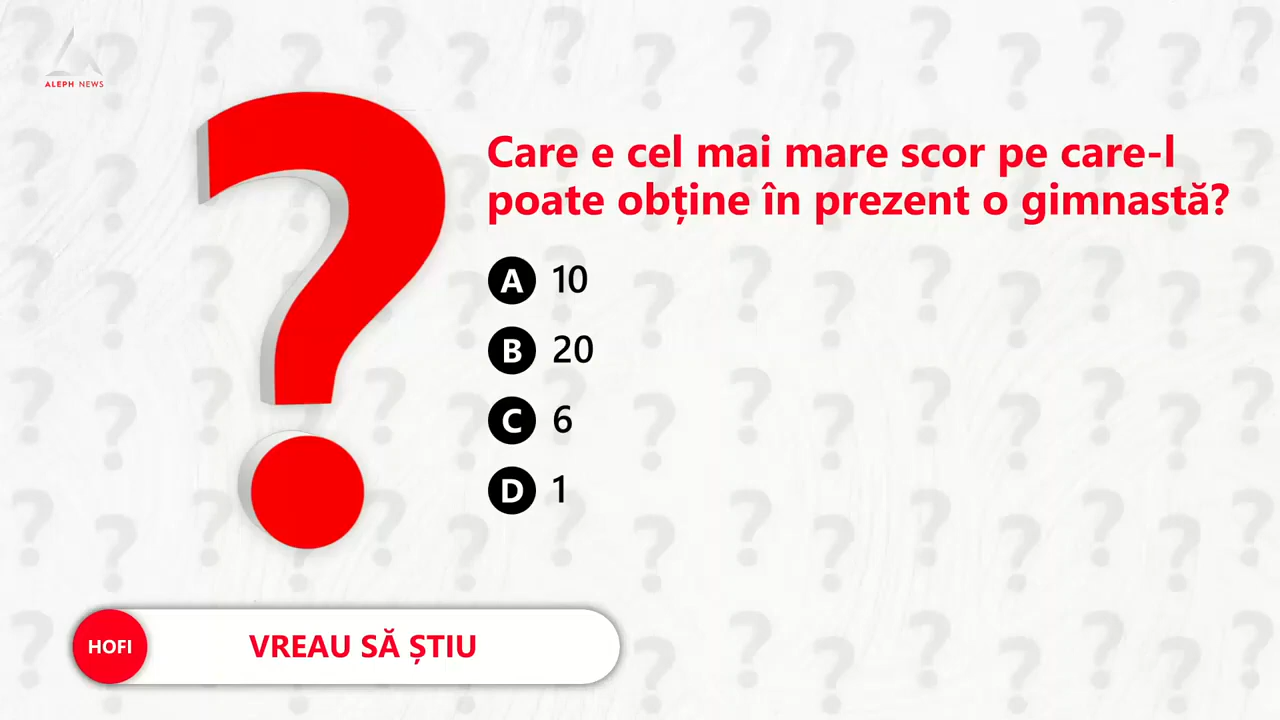 ALEPH NEWS
Care e cel mai mare scor pe care-l
poate obține în prezent o gimnastă?
A 10
B 20
C 6
D 1
HOFI VREAU SĂ ȘTIU